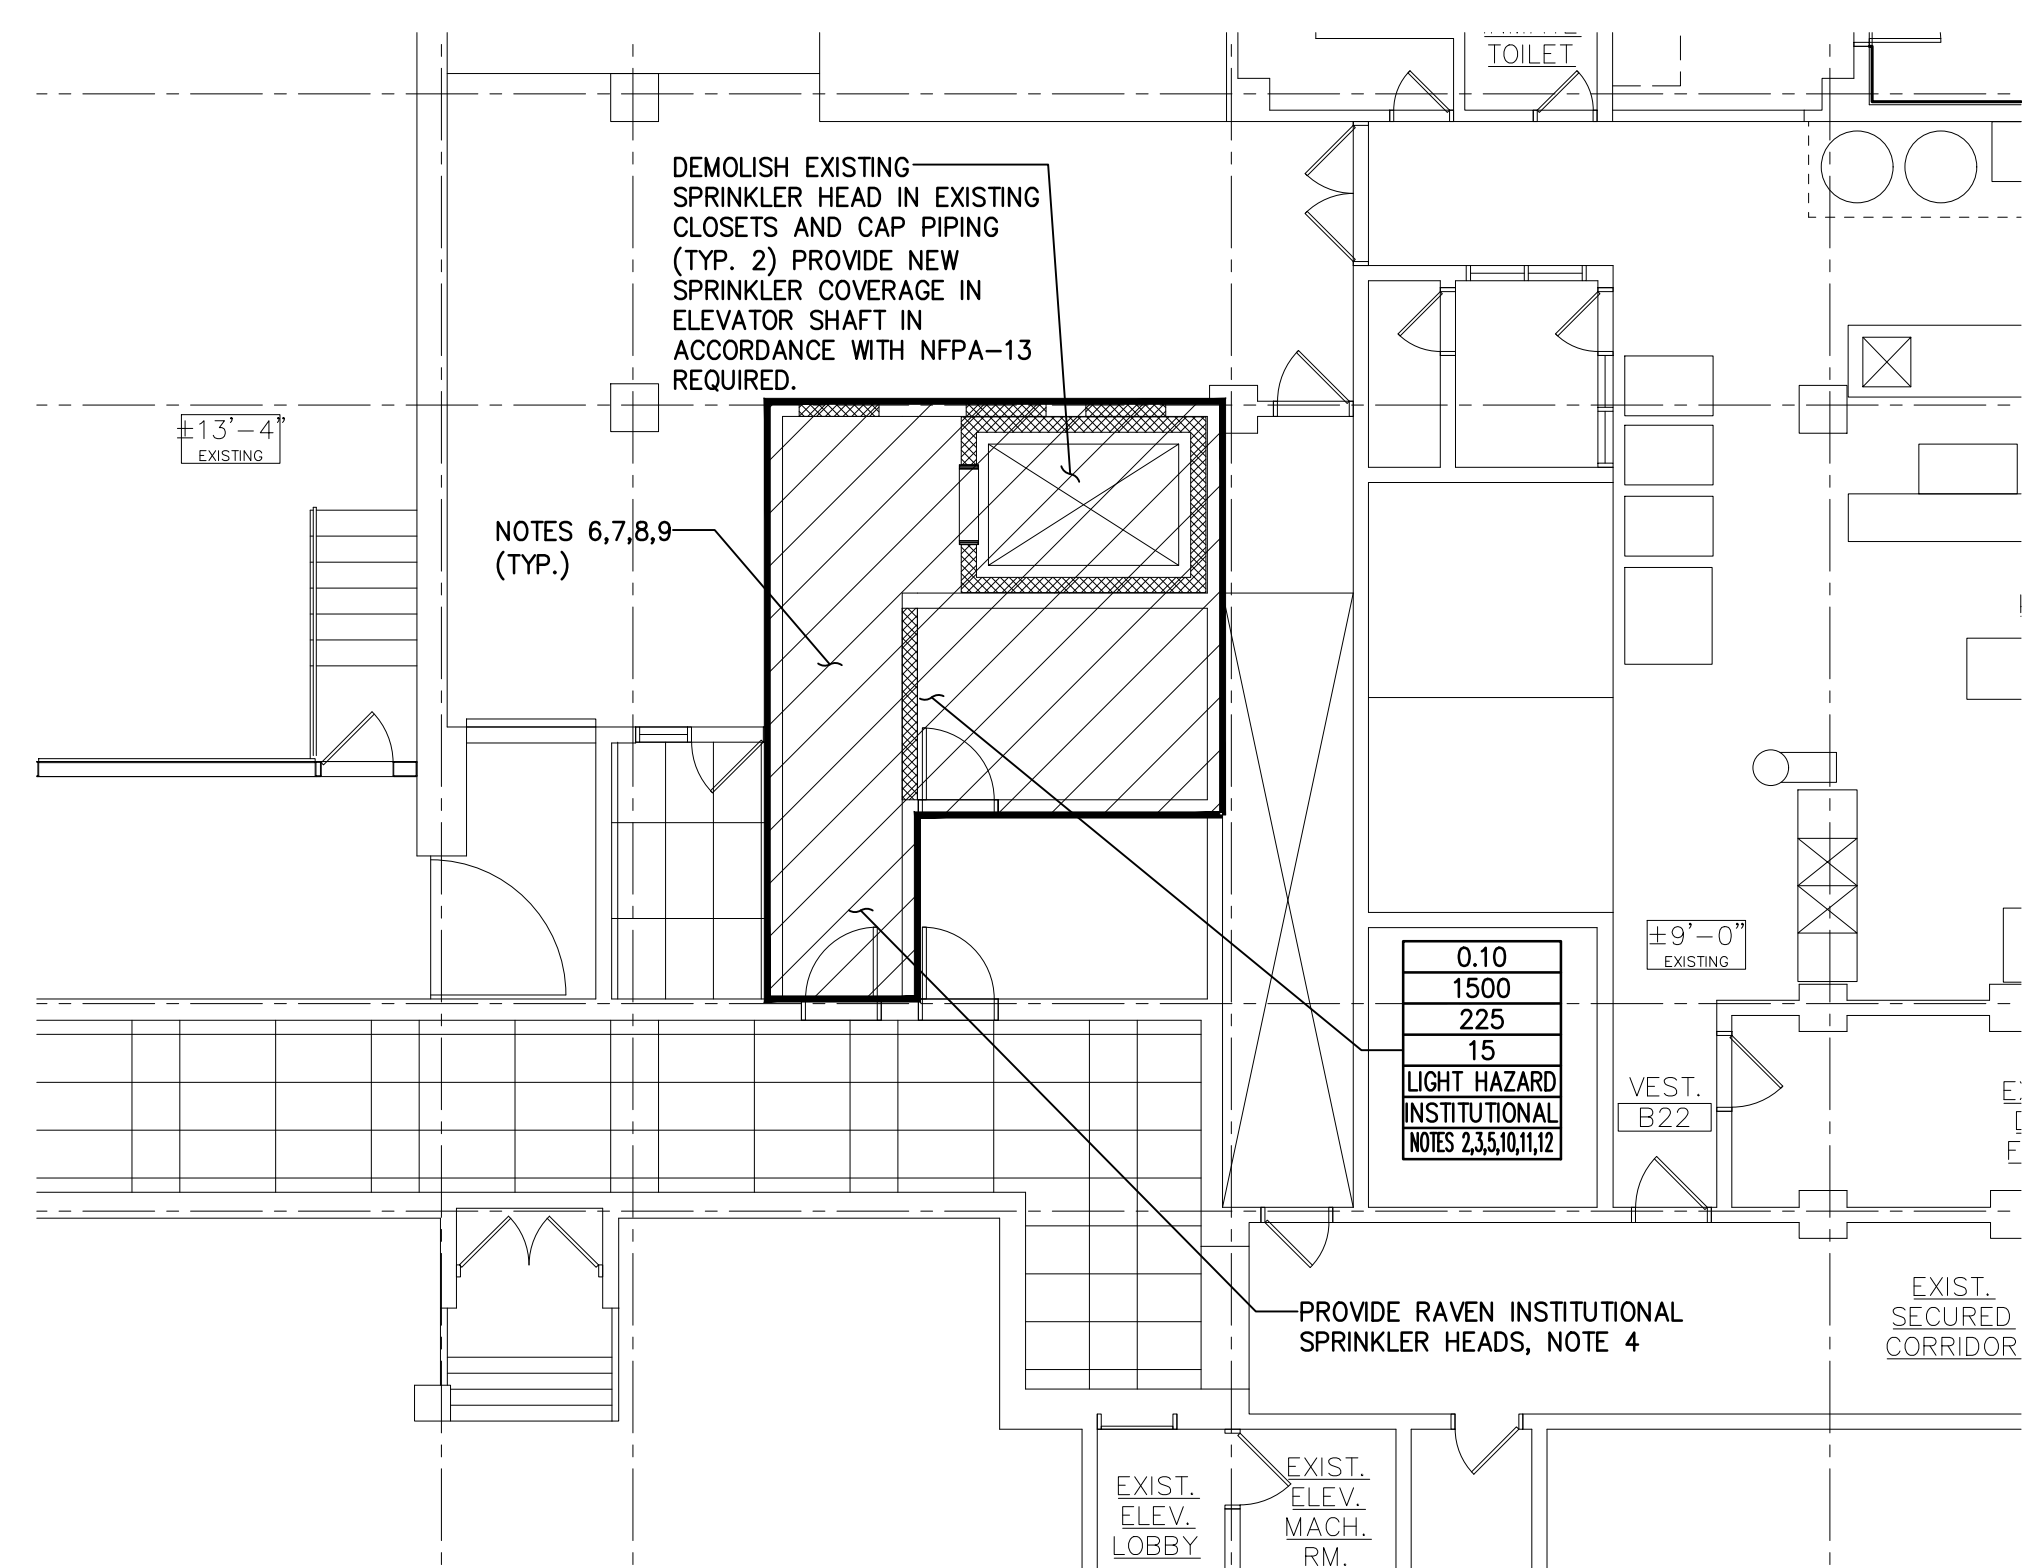 TOILET
DEMOLISH EXISTING
SPRINKLER HEAD IN EXISTING
CLOSETS AND CAP PIPING
(TYP. 2) PROVIDE NEW
SPRINKLER COVERAGE IN
ELEVATOR SHAFT IN
ACCORDANCE WITH NFPA-13
REQUIRED.
±13'-4"
EXISTING
NOTES 6,7,8,9
(TYP.)
±9'-0"
EXISTING
0.10
1500
225
15
LIGHT HAZARD
INSTITUTIONAL
NOTES 2,3,5,10,11,12
VEST.
B22
PROVIDE RAVEN INSTITUTIONAL
SPRINKLER HEADS, NOTE 4
EXIST.
SECURED
CORRIDOR
EXIST.
ELEV.
LOBBY
EXIST.
ELEV.
MACH.
RM.